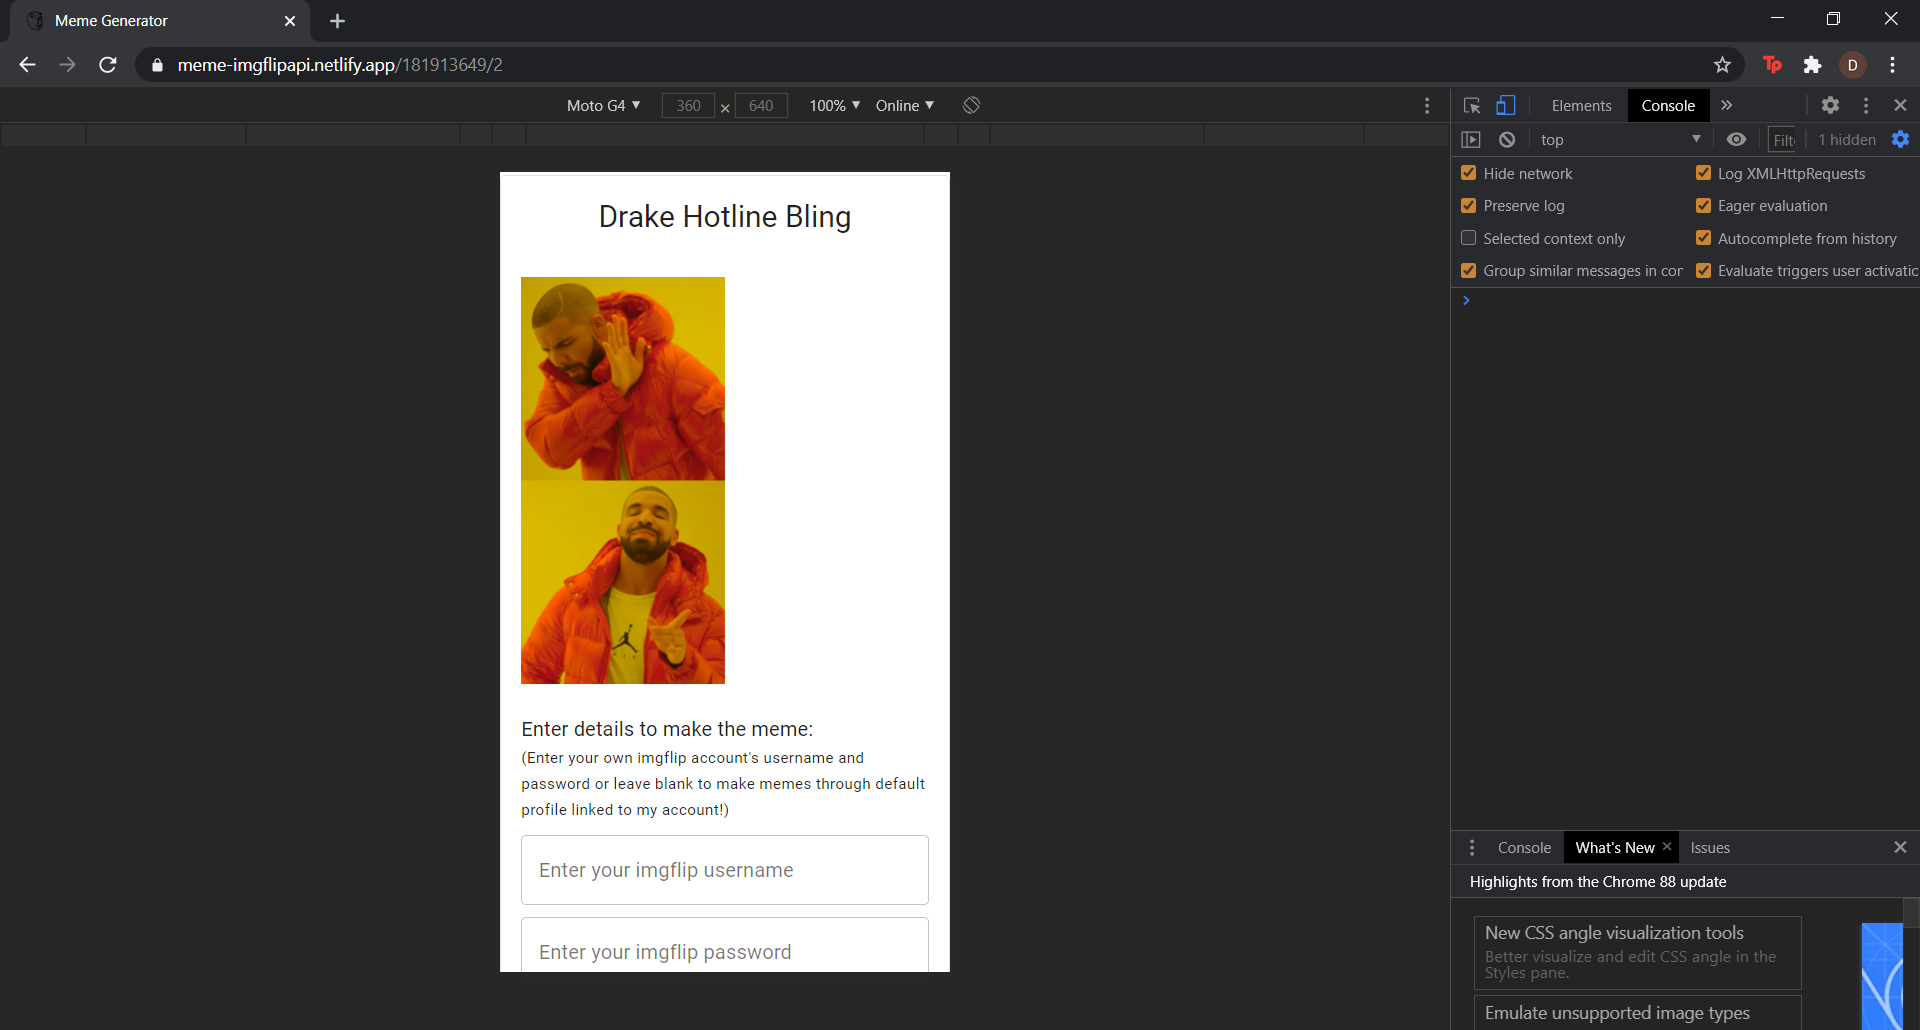 Meme Generator
meme-imgflipapi.netlify.app/181913649/2
D
Moto G4 360 x 640 100% Online
Elements Console
top Filt 1 hidden
Hide network Log XMLHttpRequests
Preserve log Eager evaluation
Selected context only Autocomplete from history
Group similar messages in cor Evaluate triggers user activatic
Drake Hotline Bling
Enter details to make the meme:
(Enter your own imgflip account's username and
password or leave blank to make memes through default
profile linked to my account!)
Enter your imgflip username
Enter your imgflip password
Console What's New Issues
Highlights from the Chrome 88 update
New CSS angle visualization tools
Better visualize and edit CSS angle in the
Styles pane.
Emulate unsupported image types